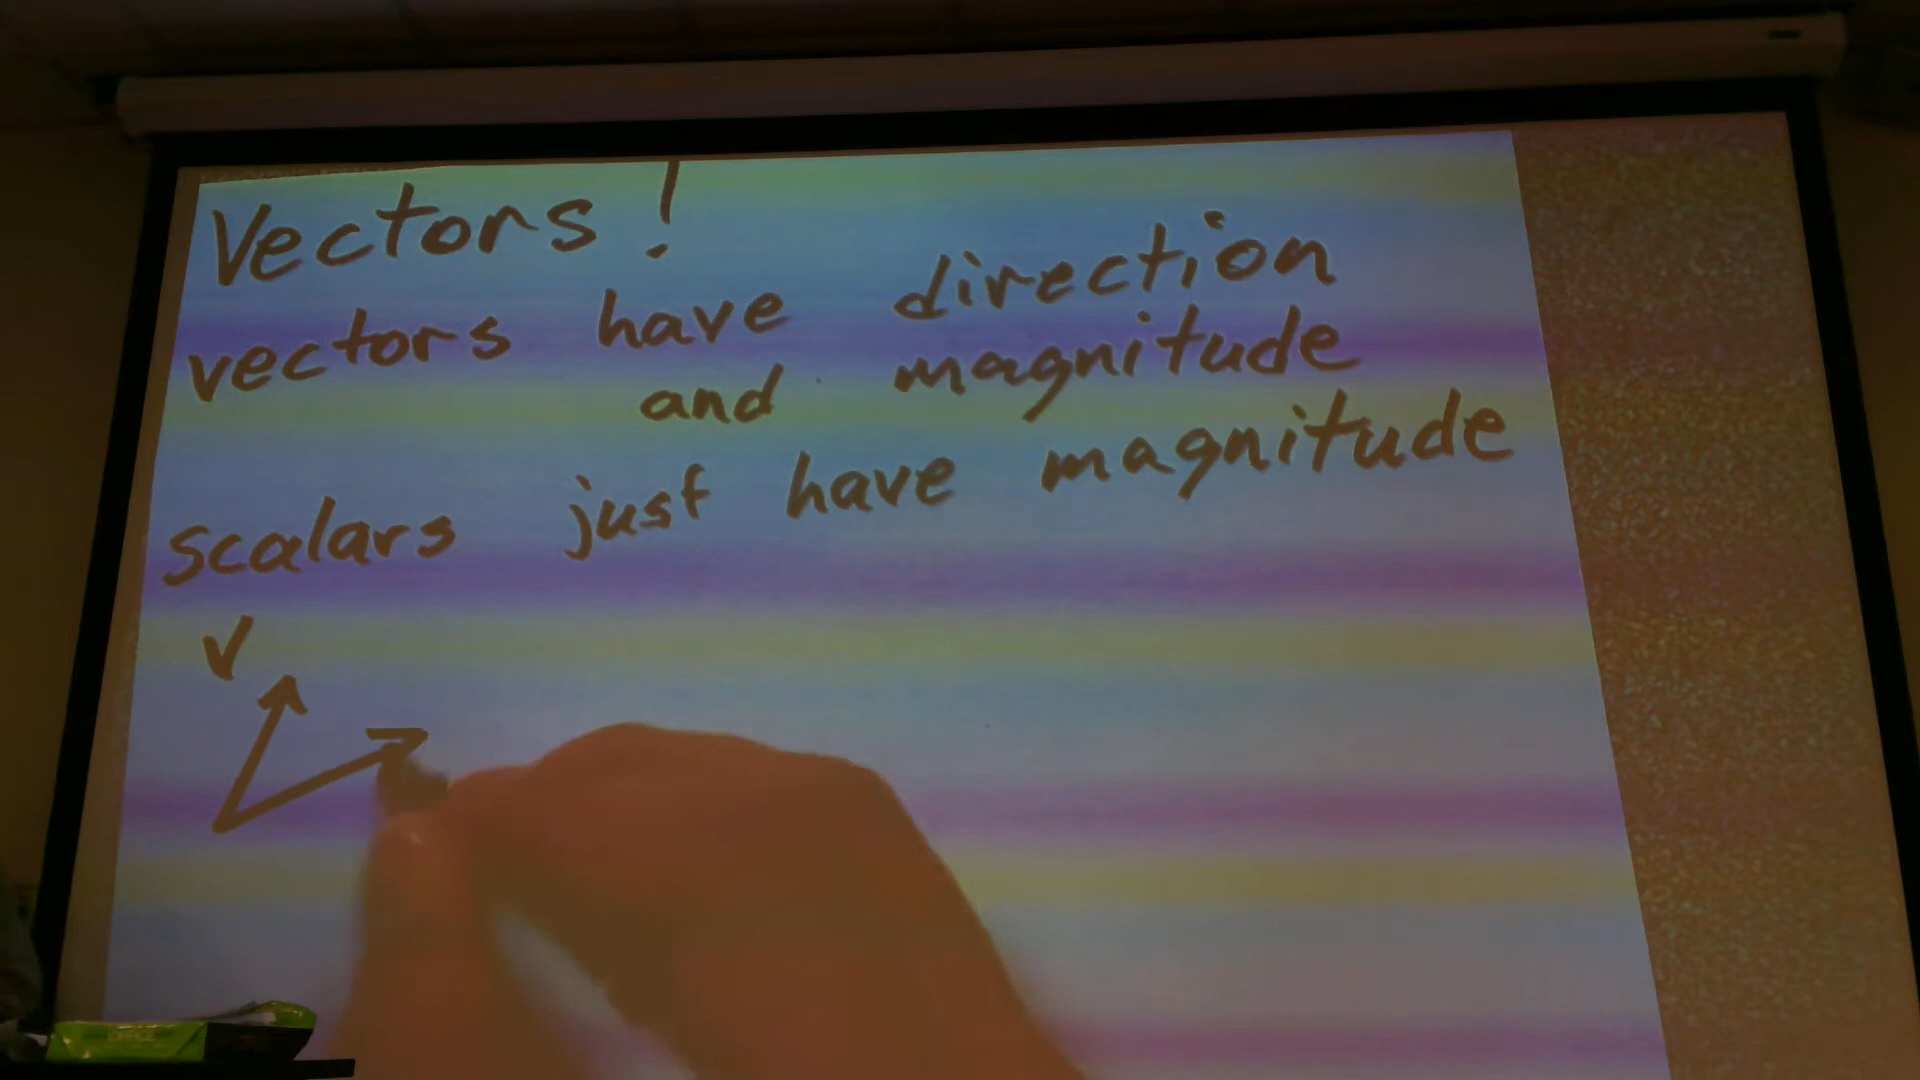 Vectors!
vectors have direction
and magnitude
scalars just have magnitude
v